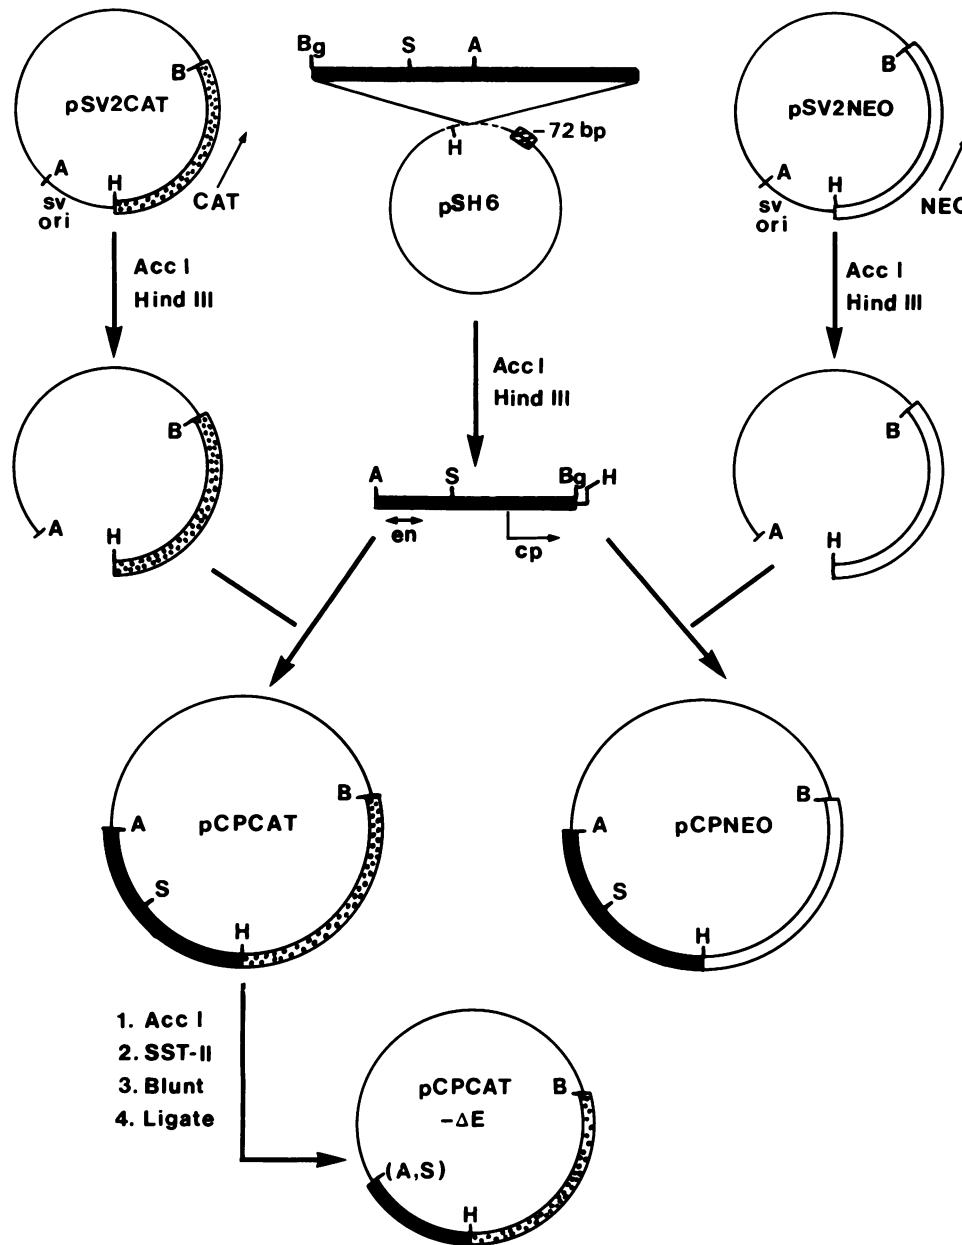 B
pSV2CAT
A
H
sv
ori
CAT
Acc I
Hind III
Bg
S
A
H
-72 bp
pSH6
Acc I
Hind III
B
pSV2NEO
A
H
sv
ori
NEO
Acc I
Hind III
B
A
H
A
S
Bg
H
en
cp
B
A
H
B
A
pCPCAT
S
H
B
A
pCPNEO
S
H
1. Acc I
2. SST-II
3. Blunt
4. Ligate
pCPCAT
-ΔE
B
(A,S)
H